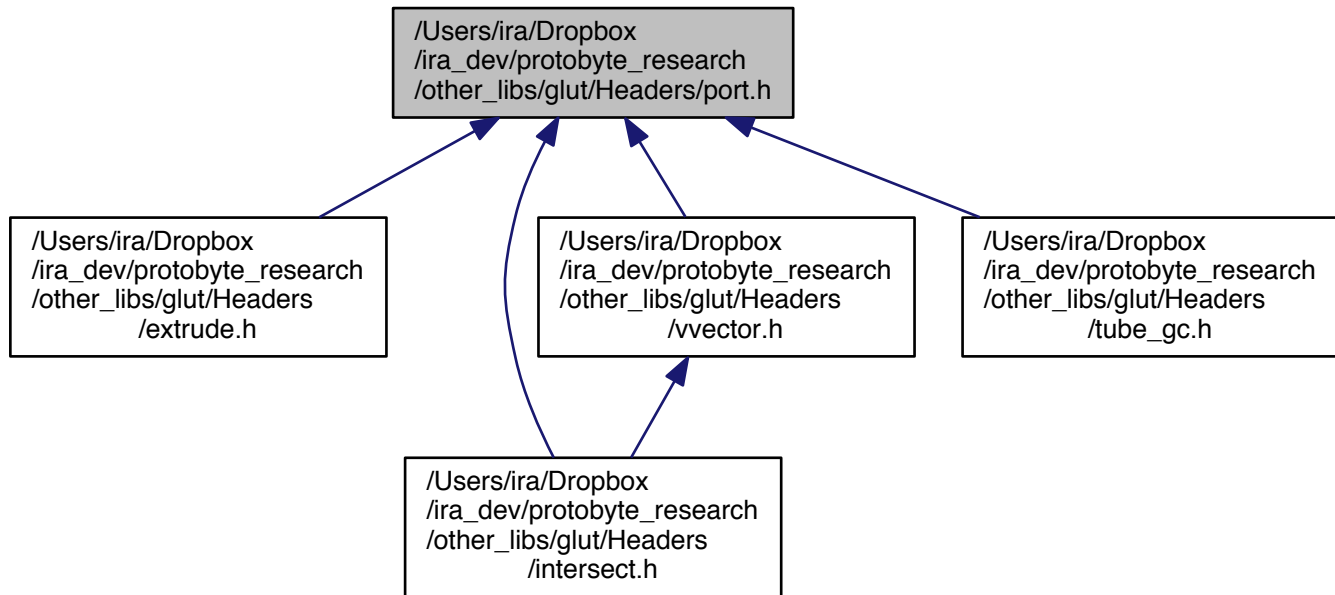 /Users/ira/Dropbox
/ira_dev/protobyte_research
/other_libs/glut/Headers/port.h
/Users/ira/Dropbox
/ira_dev/protobyte_research
/other_libs/glut/Headers
/extrude.h
/Users/ira/Dropbox
/ira_dev/protobyte_research
/other_libs/glut/Headers
/vvector.h
/Users/ira/Dropbox
/ira_dev/protobyte_research
/other_libs/glut/Headers
/tube_gc.h
/Users/ira/Dropbox
/ira_dev/protobyte_research
/other_libs/glut/Headers
/intersect.h